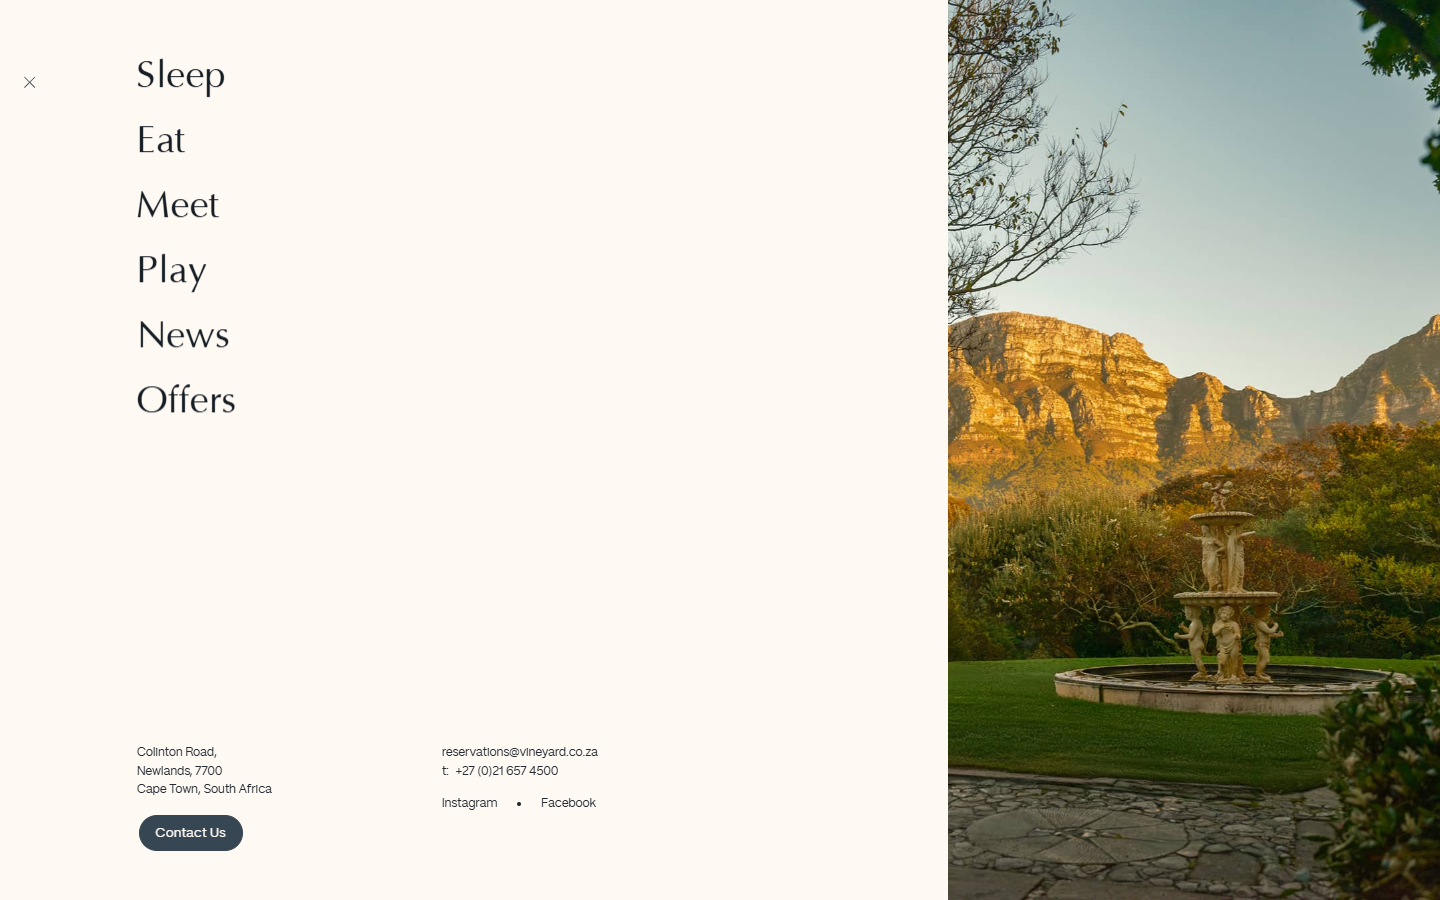 Sleep
Eat
Meet
Play
News
Offers
Colinton Road,
Newlands, 7700
Cape Town, South Africa
Contact Us
reservations@vineyard.co.za
t: +27 (0)21 657 4500
Instagram • Facebook